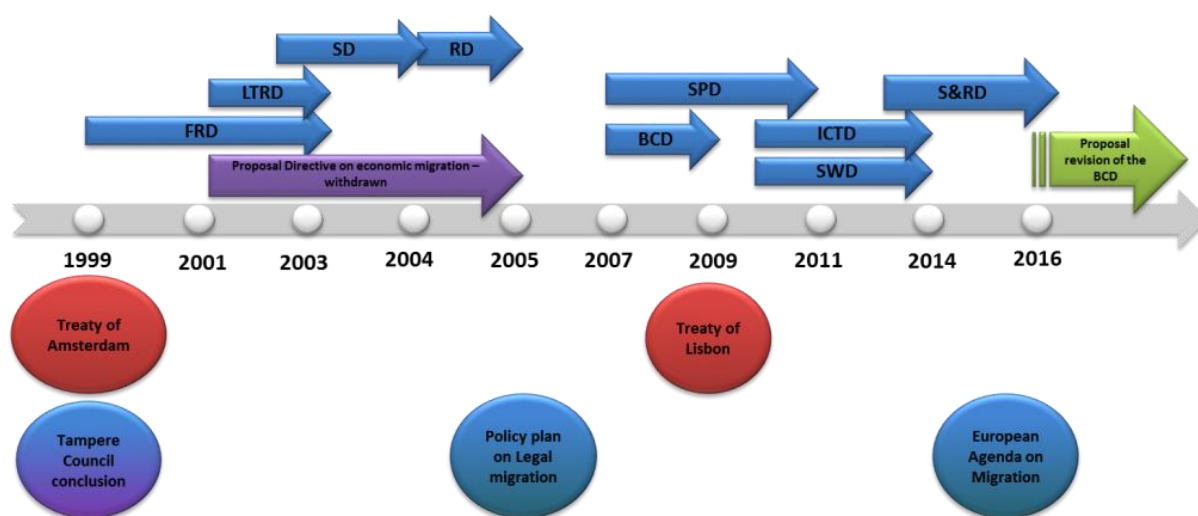 SD
RD
LTRD
SPD
S&RD
FRD
BCD
ICTD
Proposal Directive on economic migration –
withdrawn
SWD
Proposal
revision of the
BCD
1999
2001
2003
2004
2005
2007
2009
2011
2014
2016
Treaty of
Amsterdam
Treaty of
Lisbon
Tampere
Council
conclusion
Policy plan
on Legal
migration
European
Agenda on
Migration